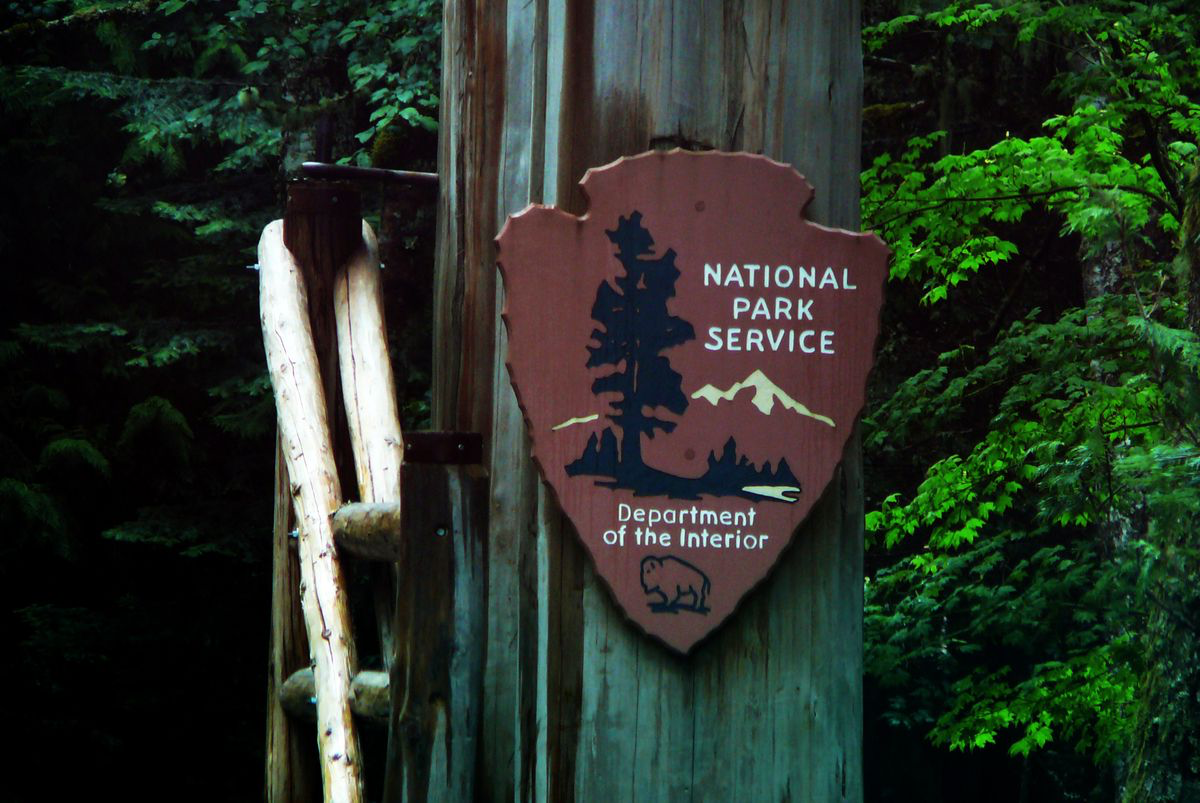 NATIONAL
PARK
SERVICE
Department
of the Interior